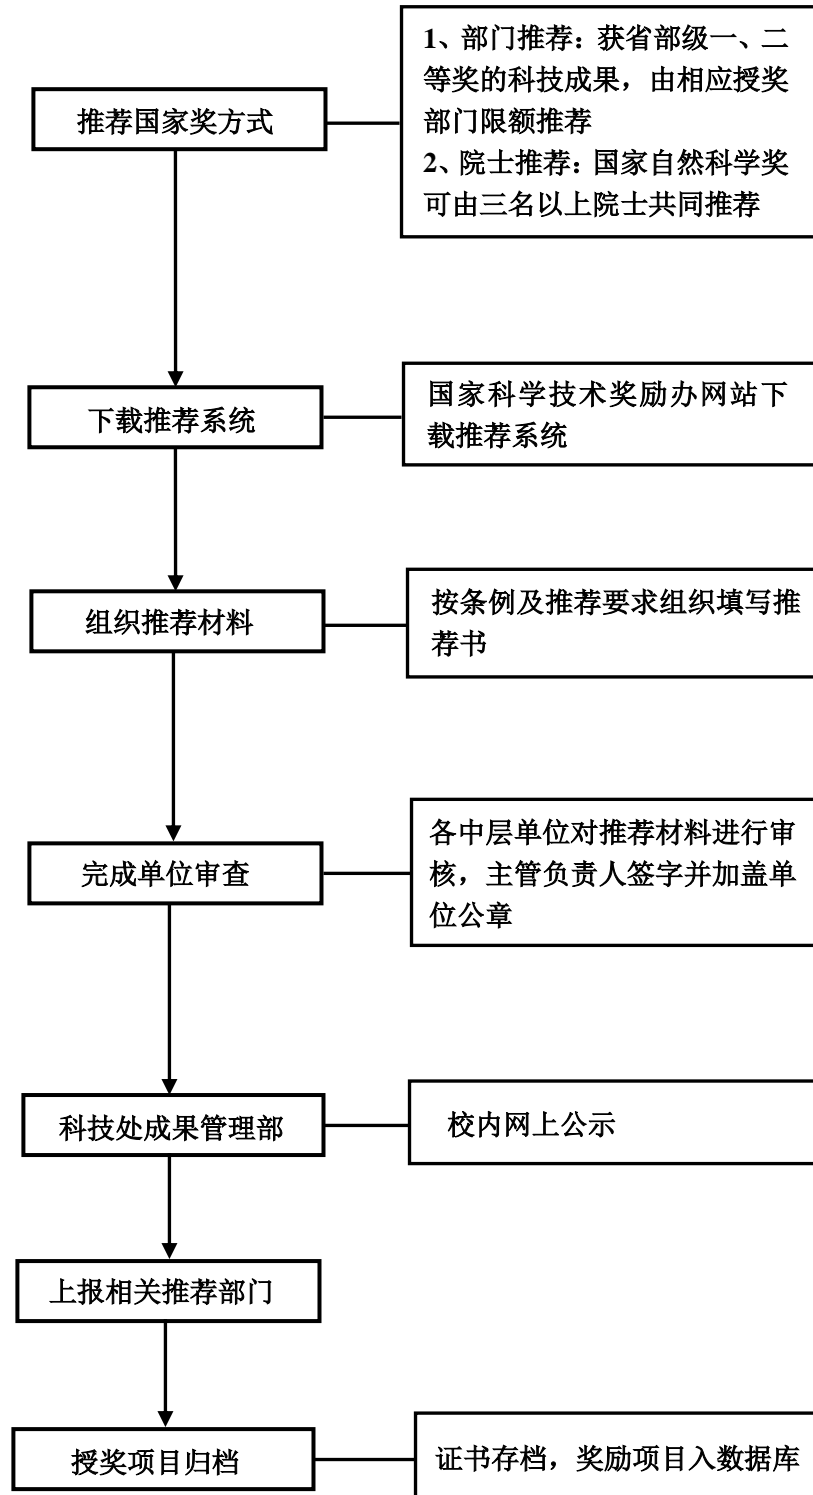 推荐国家奖方式
1、部门推荐：获省部级一、二
等奖的科技成果，由相应授奖
部门限额推荐
2、院士推荐：国家自然科学奖
可由三名以上院士共同推荐
下载推荐系统
国家科学技术奖励办网站下
载推荐系统
组织推荐材料
按条例及推荐要求组织填写推
荐书
完成单位审查
各中层单位对推荐材料进行审
核，主管负责人签字并加盖单
位公章
科技处成果管理部
校内网上公示
上报相关推荐部门
授奖项目归档
证书存档，奖励项目入数据库